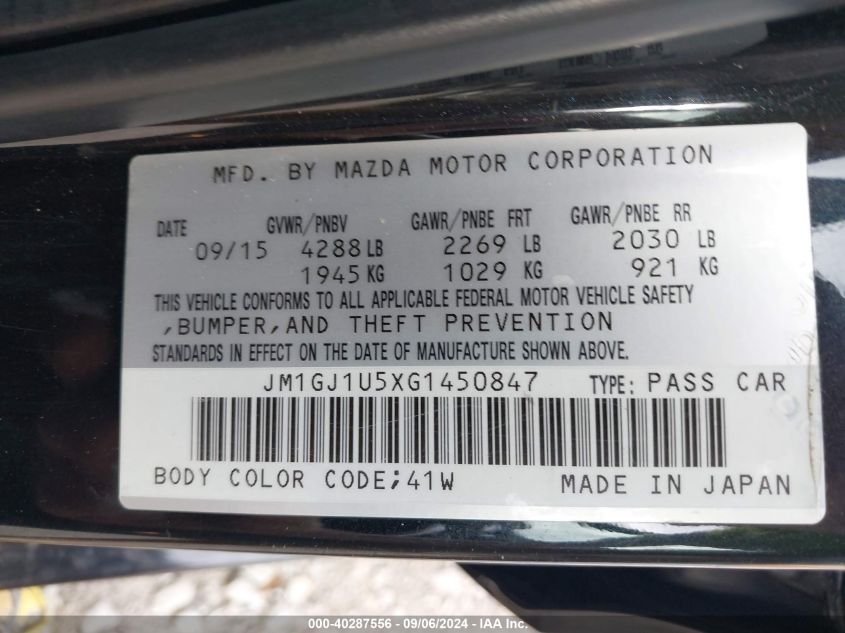 MFD. BY MAZDA MOTOR CORPORATION
DATE GVWR/PNBV GAWR/PNBE FRT GAWR/PNBE RR
09/15 4288 LB 2269 LB 2030 LB
1945 KG 1029 KG 921 KG
THIS VEHICLE CONFORMS TO ALL APPLICABLE FEDERAL MOTOR VEHICLE SAFETY
,BUMPER,AND THEFT PREVENTION
STANDARDS IN EFFECT ON THE DATE OF MANUFACTURE SHOWN ABOVE.
JM1GJ1U5XG1450847 TYPE: PASS CAR
BODY COLOR CODE;41W MADE IN JAPAN
000-40287556 - 09/06/2024 - IAA Inc.